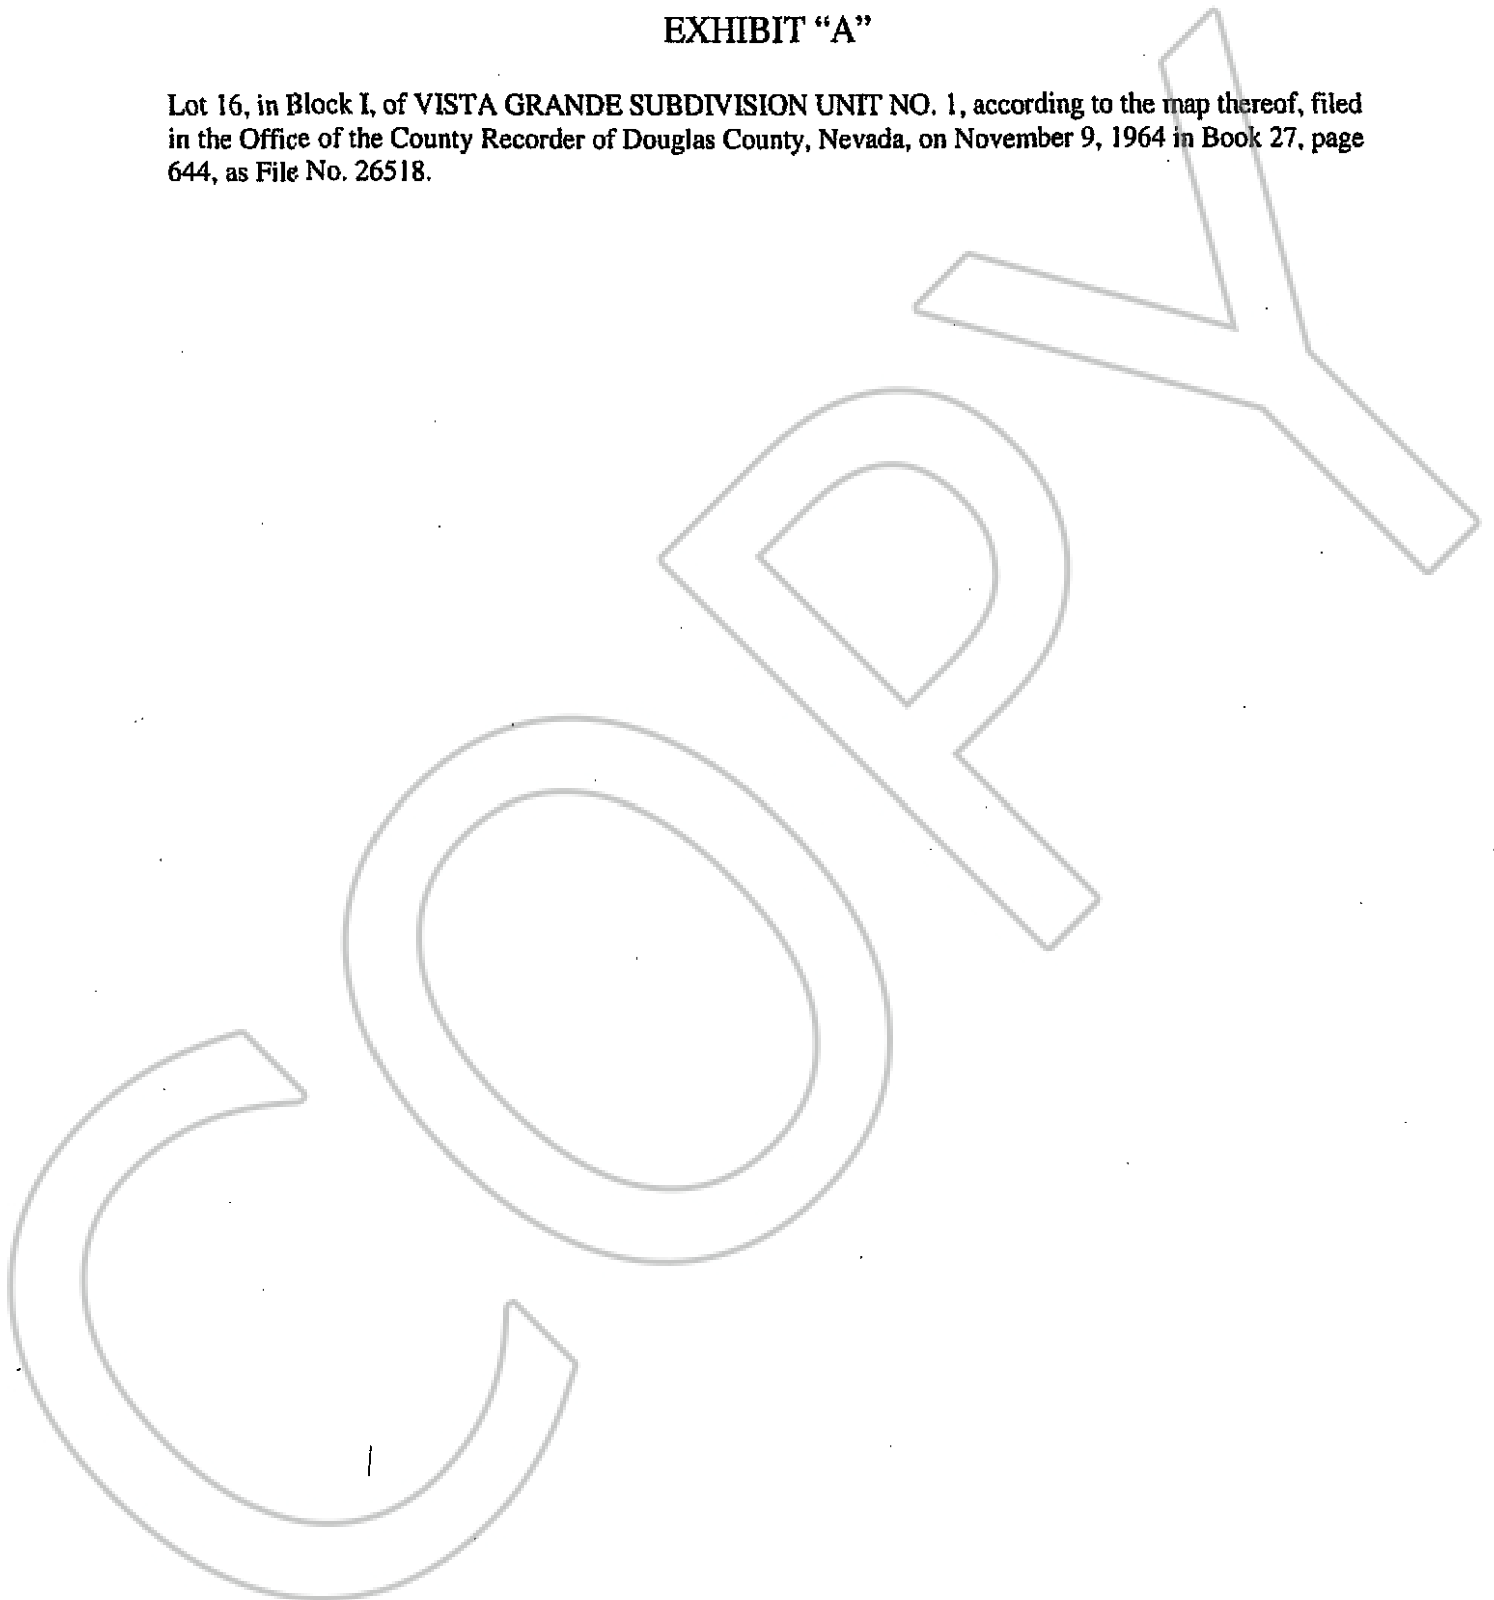 EXHIBIT “A”
Lot 16, in Block I, of VISTA GRANDE SUBDIVISION UNIT NO. 1, according to the map thereof, filed
in the Office of the County Recorder of Douglas County, Nevada, on November 9, 1964 in Book 27, page
644, as File No. 26518.
COPY